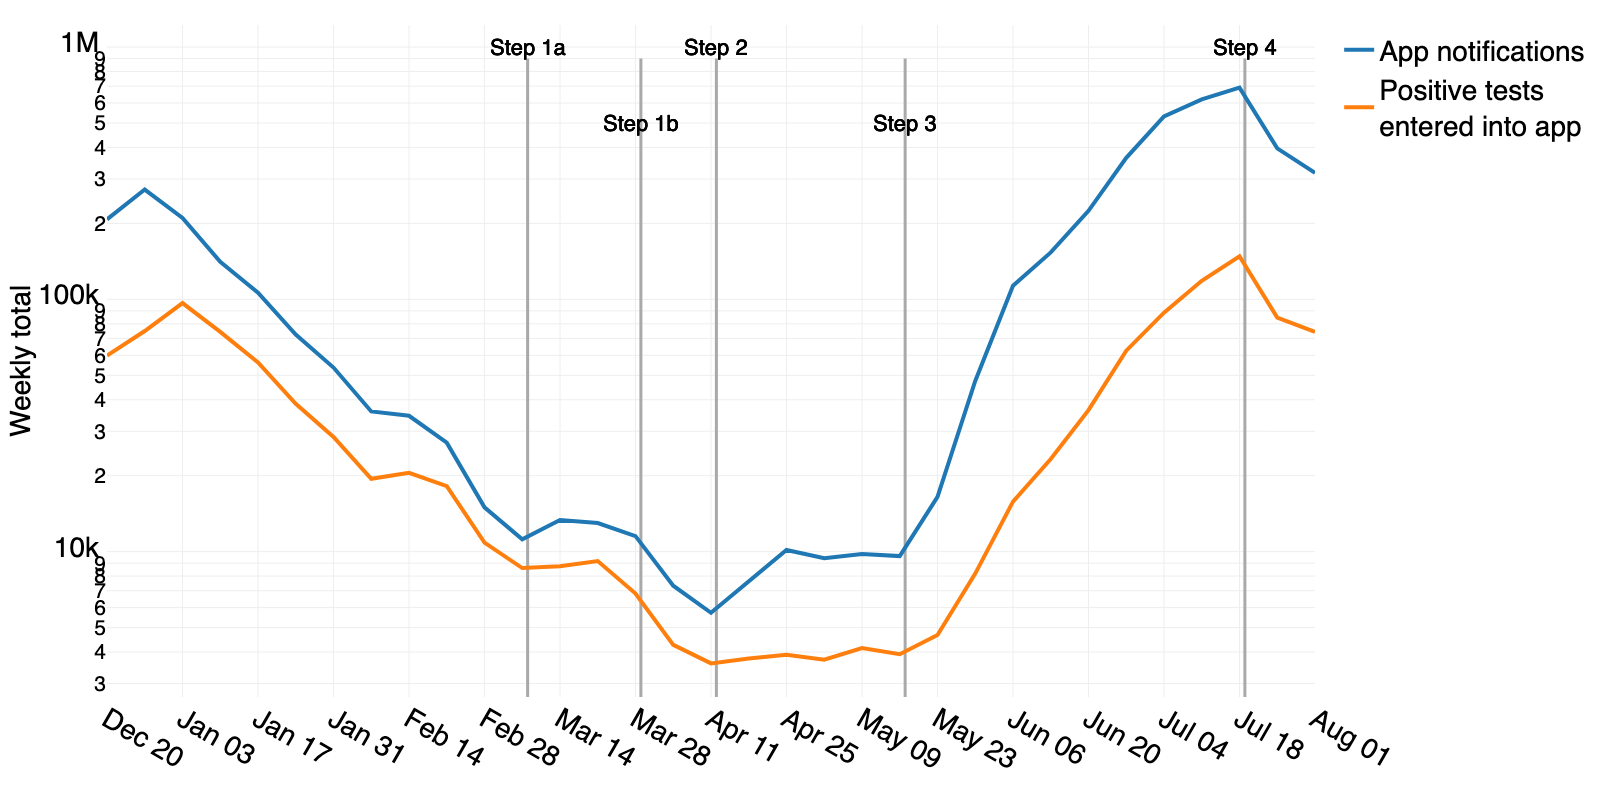 Step 1a
Step 2
Step 4
Step 1b
Step 3
App notifications
Positive tests
entered into app
Weekly total
1M
9
8
7
6
5
4
3
2
100k
9
8
7
6
5
4
3
2
10k
9
8
7
6
5
4
3
Dec 20
Jan 03
Jan 17
Jan 31
Feb 14
Feb 28
Mar 14
Mar 28
Apr 11
Apr 25
May 09
May 23
Jun 06
Jun 20
Jul 04
Jul 18
Aug 01